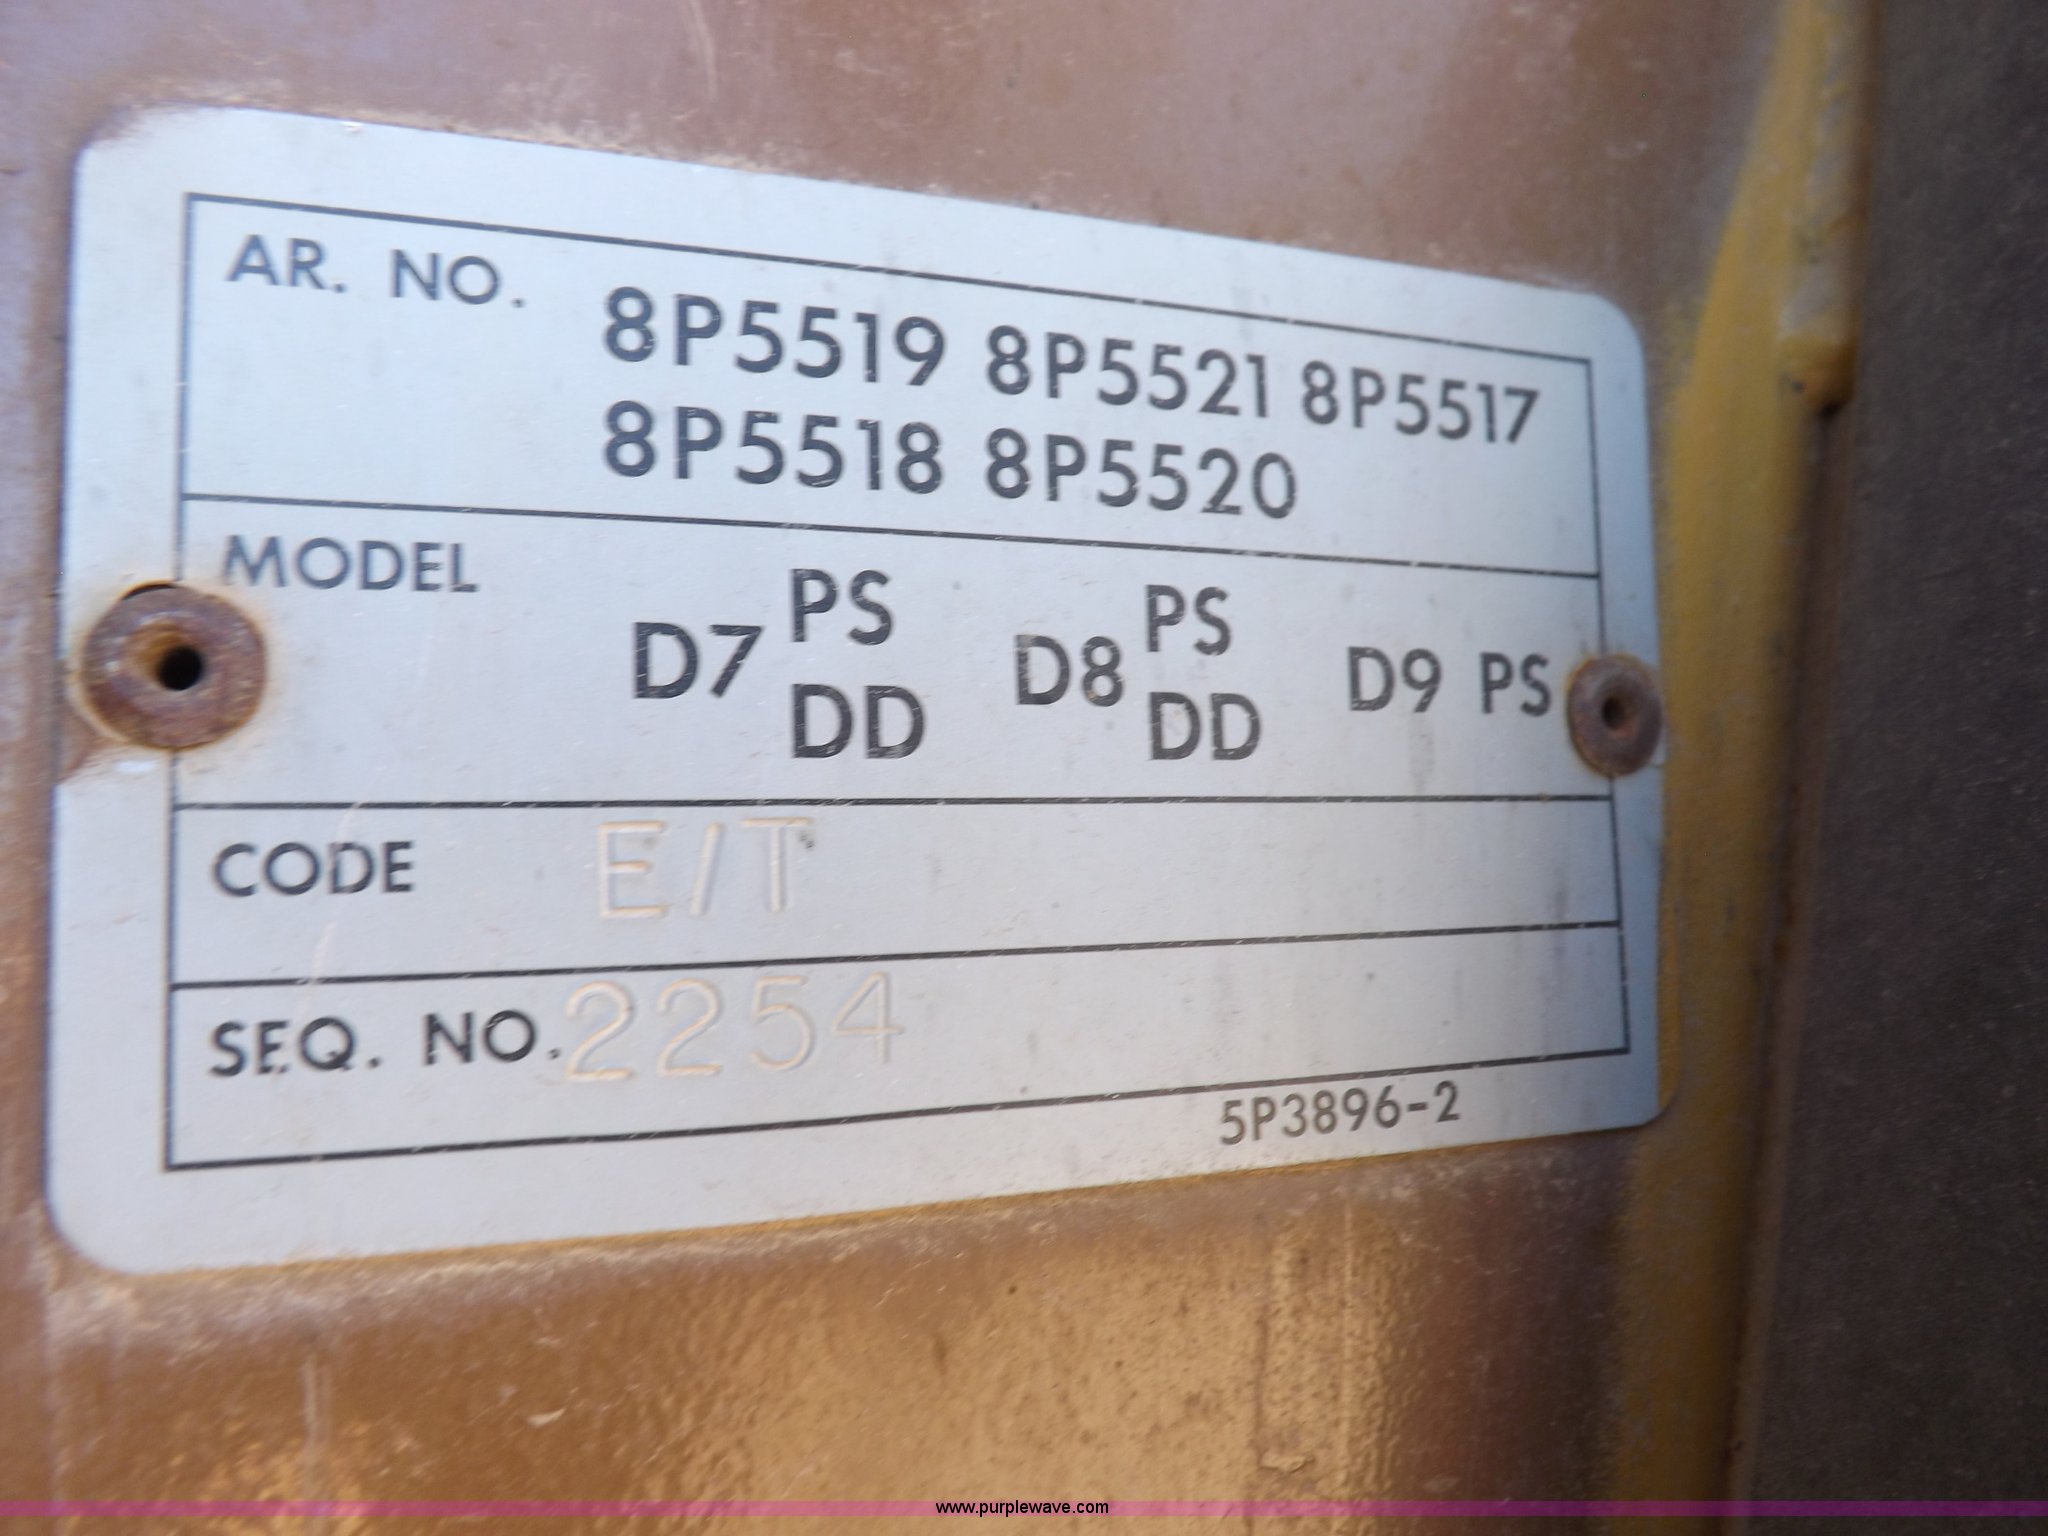 AR. NO. 8P5519 8P5521 8P5517
8P5518 8P5520
MODEL
D7 PS DD D8 PS DD D9 PS
CODE E/T
SEQ. NO. 2254
5P3896-2
www.purplewave.com